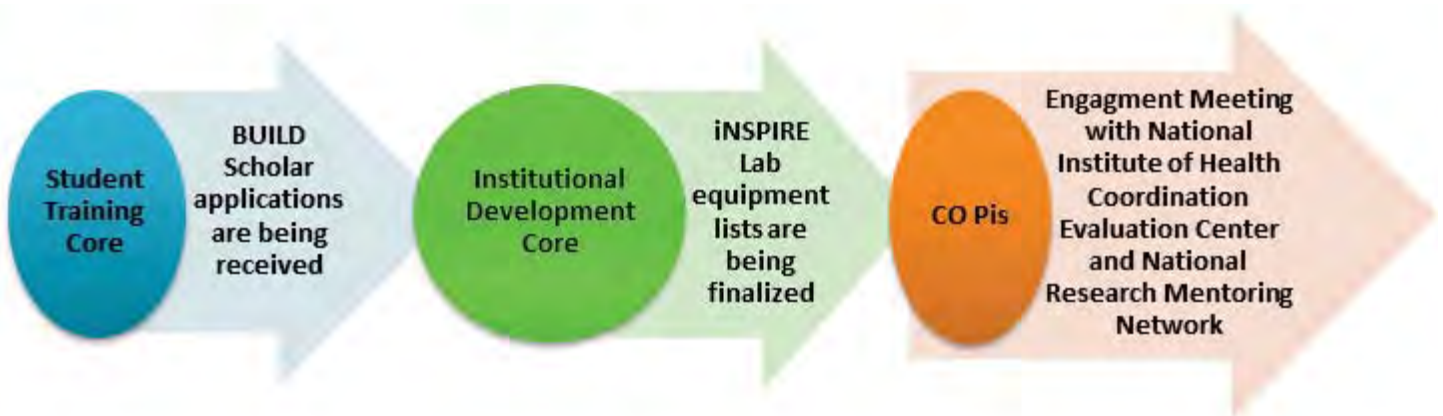 Student
Training
Core
BUILD
Scholar
applications
are being
received
Institutional
Development
Core
iNSPIRE
Lab
equipment
lists are
being
finalized
CO Pis
Engagment Meeting
with National
Institute of Health
Coordination
Evaluation Center
and National
Research Mentoring
Network